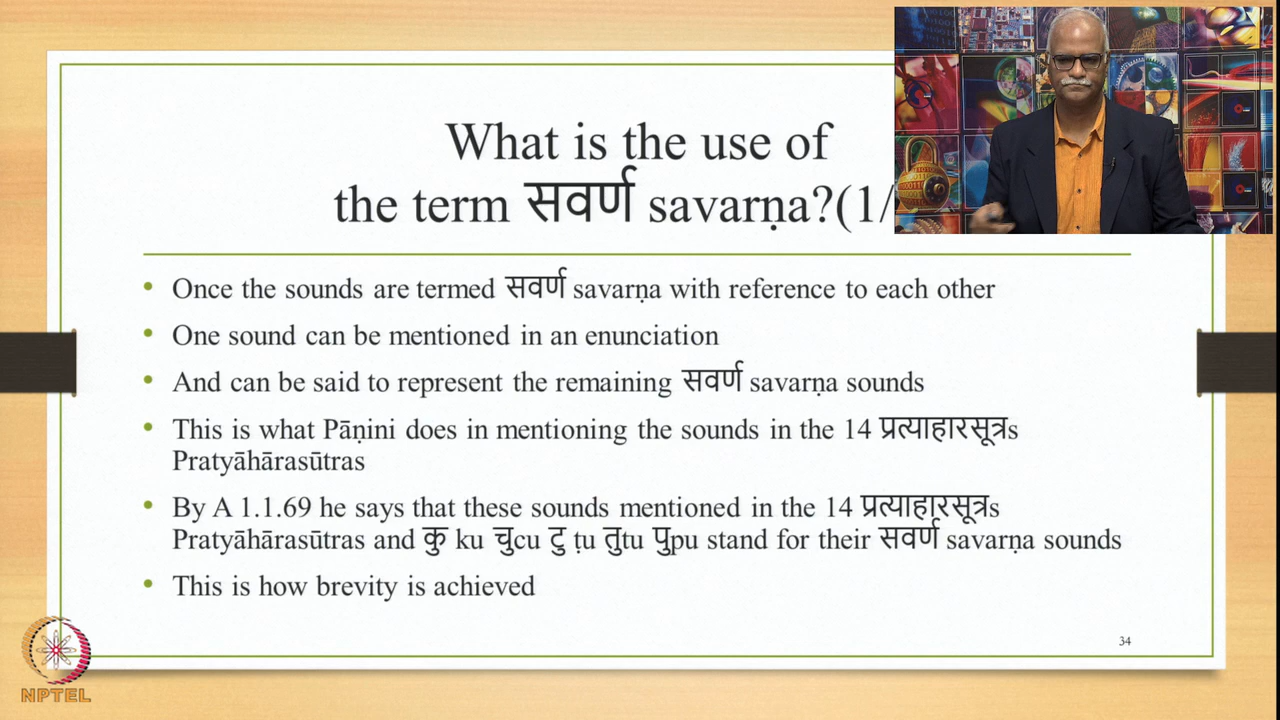 What is the use of
the term सवर्ण savarṇa?(1/
Once the sounds are termed सवर्ण savarṇa with reference to each other
One sound can be mentioned in an enunciation
And can be said to represent the remaining सवर्ण savarṇa sounds
This is what Pāṇini does in mentioning the sounds in the 14 प्रत्याहारसूत्रs
Pratyāhārasūtras
By A 1.1.69 he says that these sounds mentioned in the 14 प्रत्याहारसूत्रs
Pratyāhārasūtras and कु ku चुcu टु ṭu तुtu पुpu stand for their सवर्ण savarṇa sounds
This is how brevity is achieved
34
NPTEL